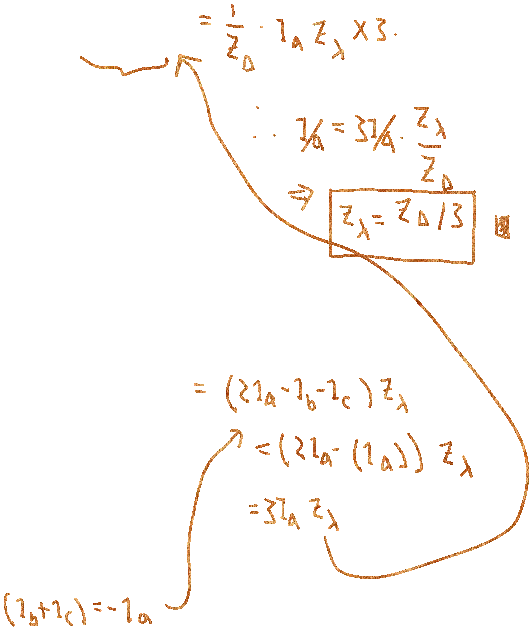 = 1/Z_Δ · I_a Z_λ × 3.
∴ I_a = 3I_a · Z_λ/Z_Δ
⇒ Z_λ = Z_Δ / 3
= (2I_a - I_b - I_c) Z_λ
= (2I_a - (I_a)) Z_λ
= 3I_a Z_λ
(I_b + I_c) = -I_a